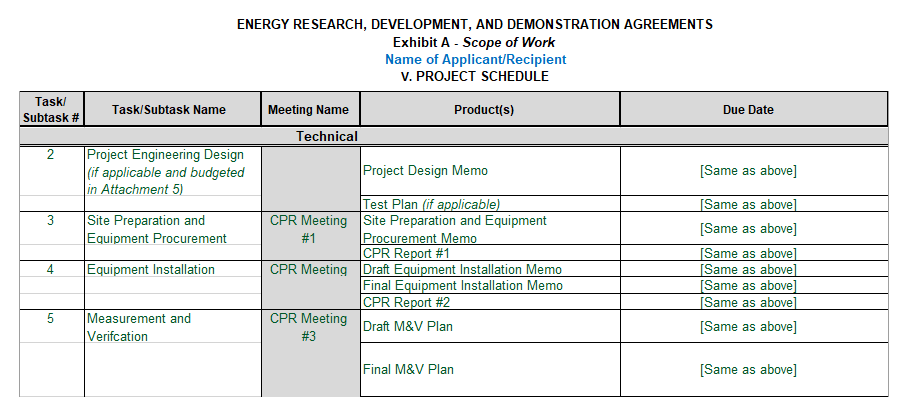 ENERGY RESEARCH, DEVELOPMENT, AND DEMONSTRATION AGREEMENTS
Exhibit A - Scope of Work
Name of Applicant/Recipient
V. PROJECT SCHEDULE
Task/
Subtask #
Task/Subtask Name
Meeting Name
Product(s)
Due Date
Technical
2
Project Engineering Design
(if applicable and budgeted
in Attachment 5)
Project Design Memo
[Same as above]
Test Plan (if applicable)
[Same as above]
3
Site Preparation and
Equipment Procurement
CPR Meeting
#1
Site Preparation and Equipment
Procurement Memo
[Same as above]
CPR Report #1
[Same as above]
4
Equipment Installation
CPR Meeting
Draft Equipment Installation Memo
[Same as above]
Final Equipment Installation Memo
[Same as above]
CPR Report #2
[Same as above]
5
Measurement and
Verifcation
CPR Meeting
#3
Draft M&V Plan
[Same as above]
Final M&V Plan
[Same as above]